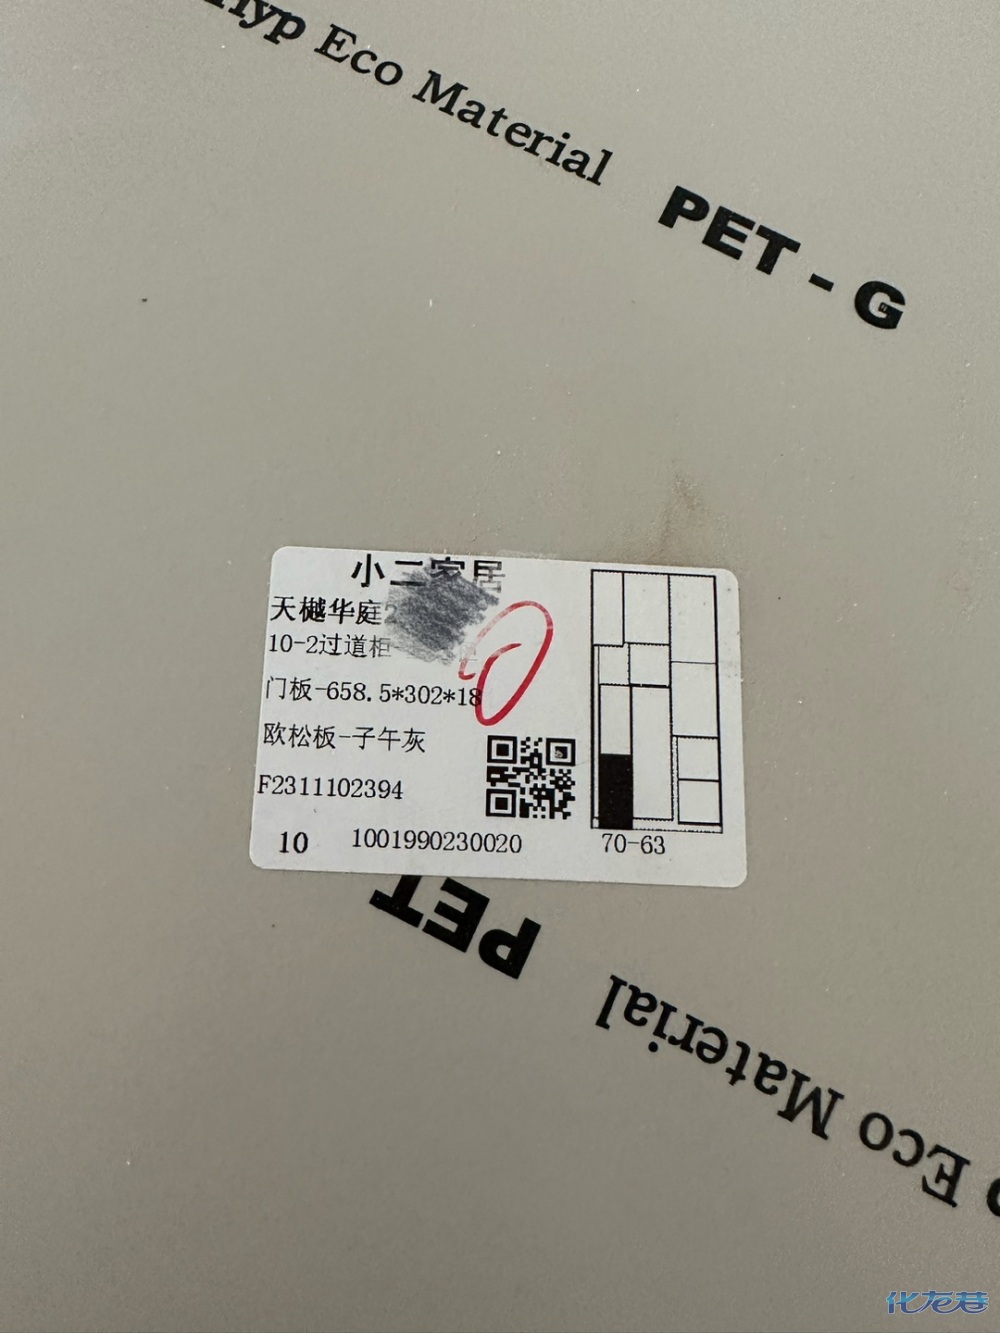 Eco Material PET - G
小二家居
天樾华庭
10-2过道柜
门板-658.5*302*18
欧松板-子午灰
F2311102394
10 1001990230020 70-63
PET
Eco Material
化龙巷